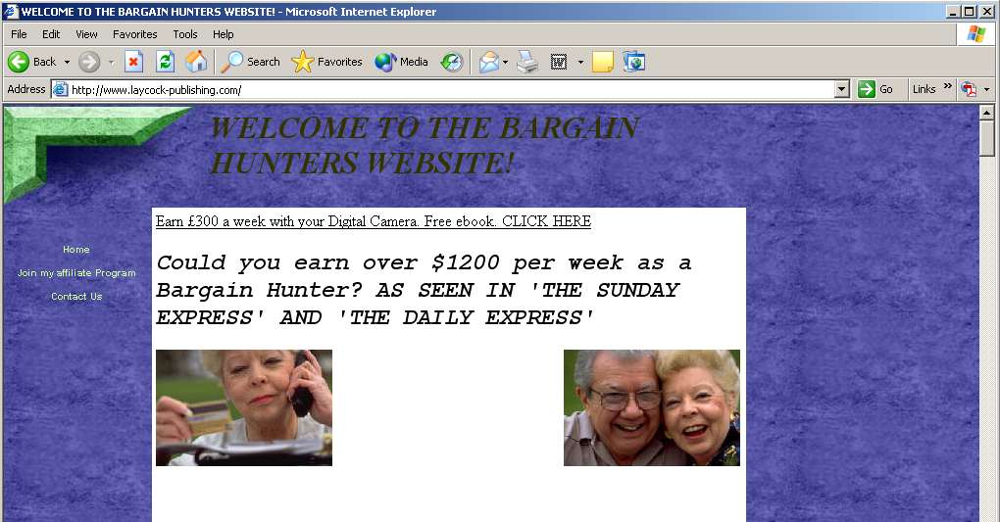 WELCOME TO THE BARGAIN HUNTERS WEBSITE! - Microsoft Internet Explorer
File Edit View Favorites Tools Help
Back Search Favorites Media
Address http://www.laycock-publishing.com/ Go Links »
WELCOME TO THE BARGAIN
HUNTERS WEBSITE!
Earn £300 a week with your Digital Camera. Free ebook. CLICK HERE
Home
Join my affiliate Program
Contact Us
Could you earn over $1200 per week as a
Bargain Hunter? AS SEEN IN 'THE SUNDAY
EXPRESS' AND 'THE DAILY EXPRESS'